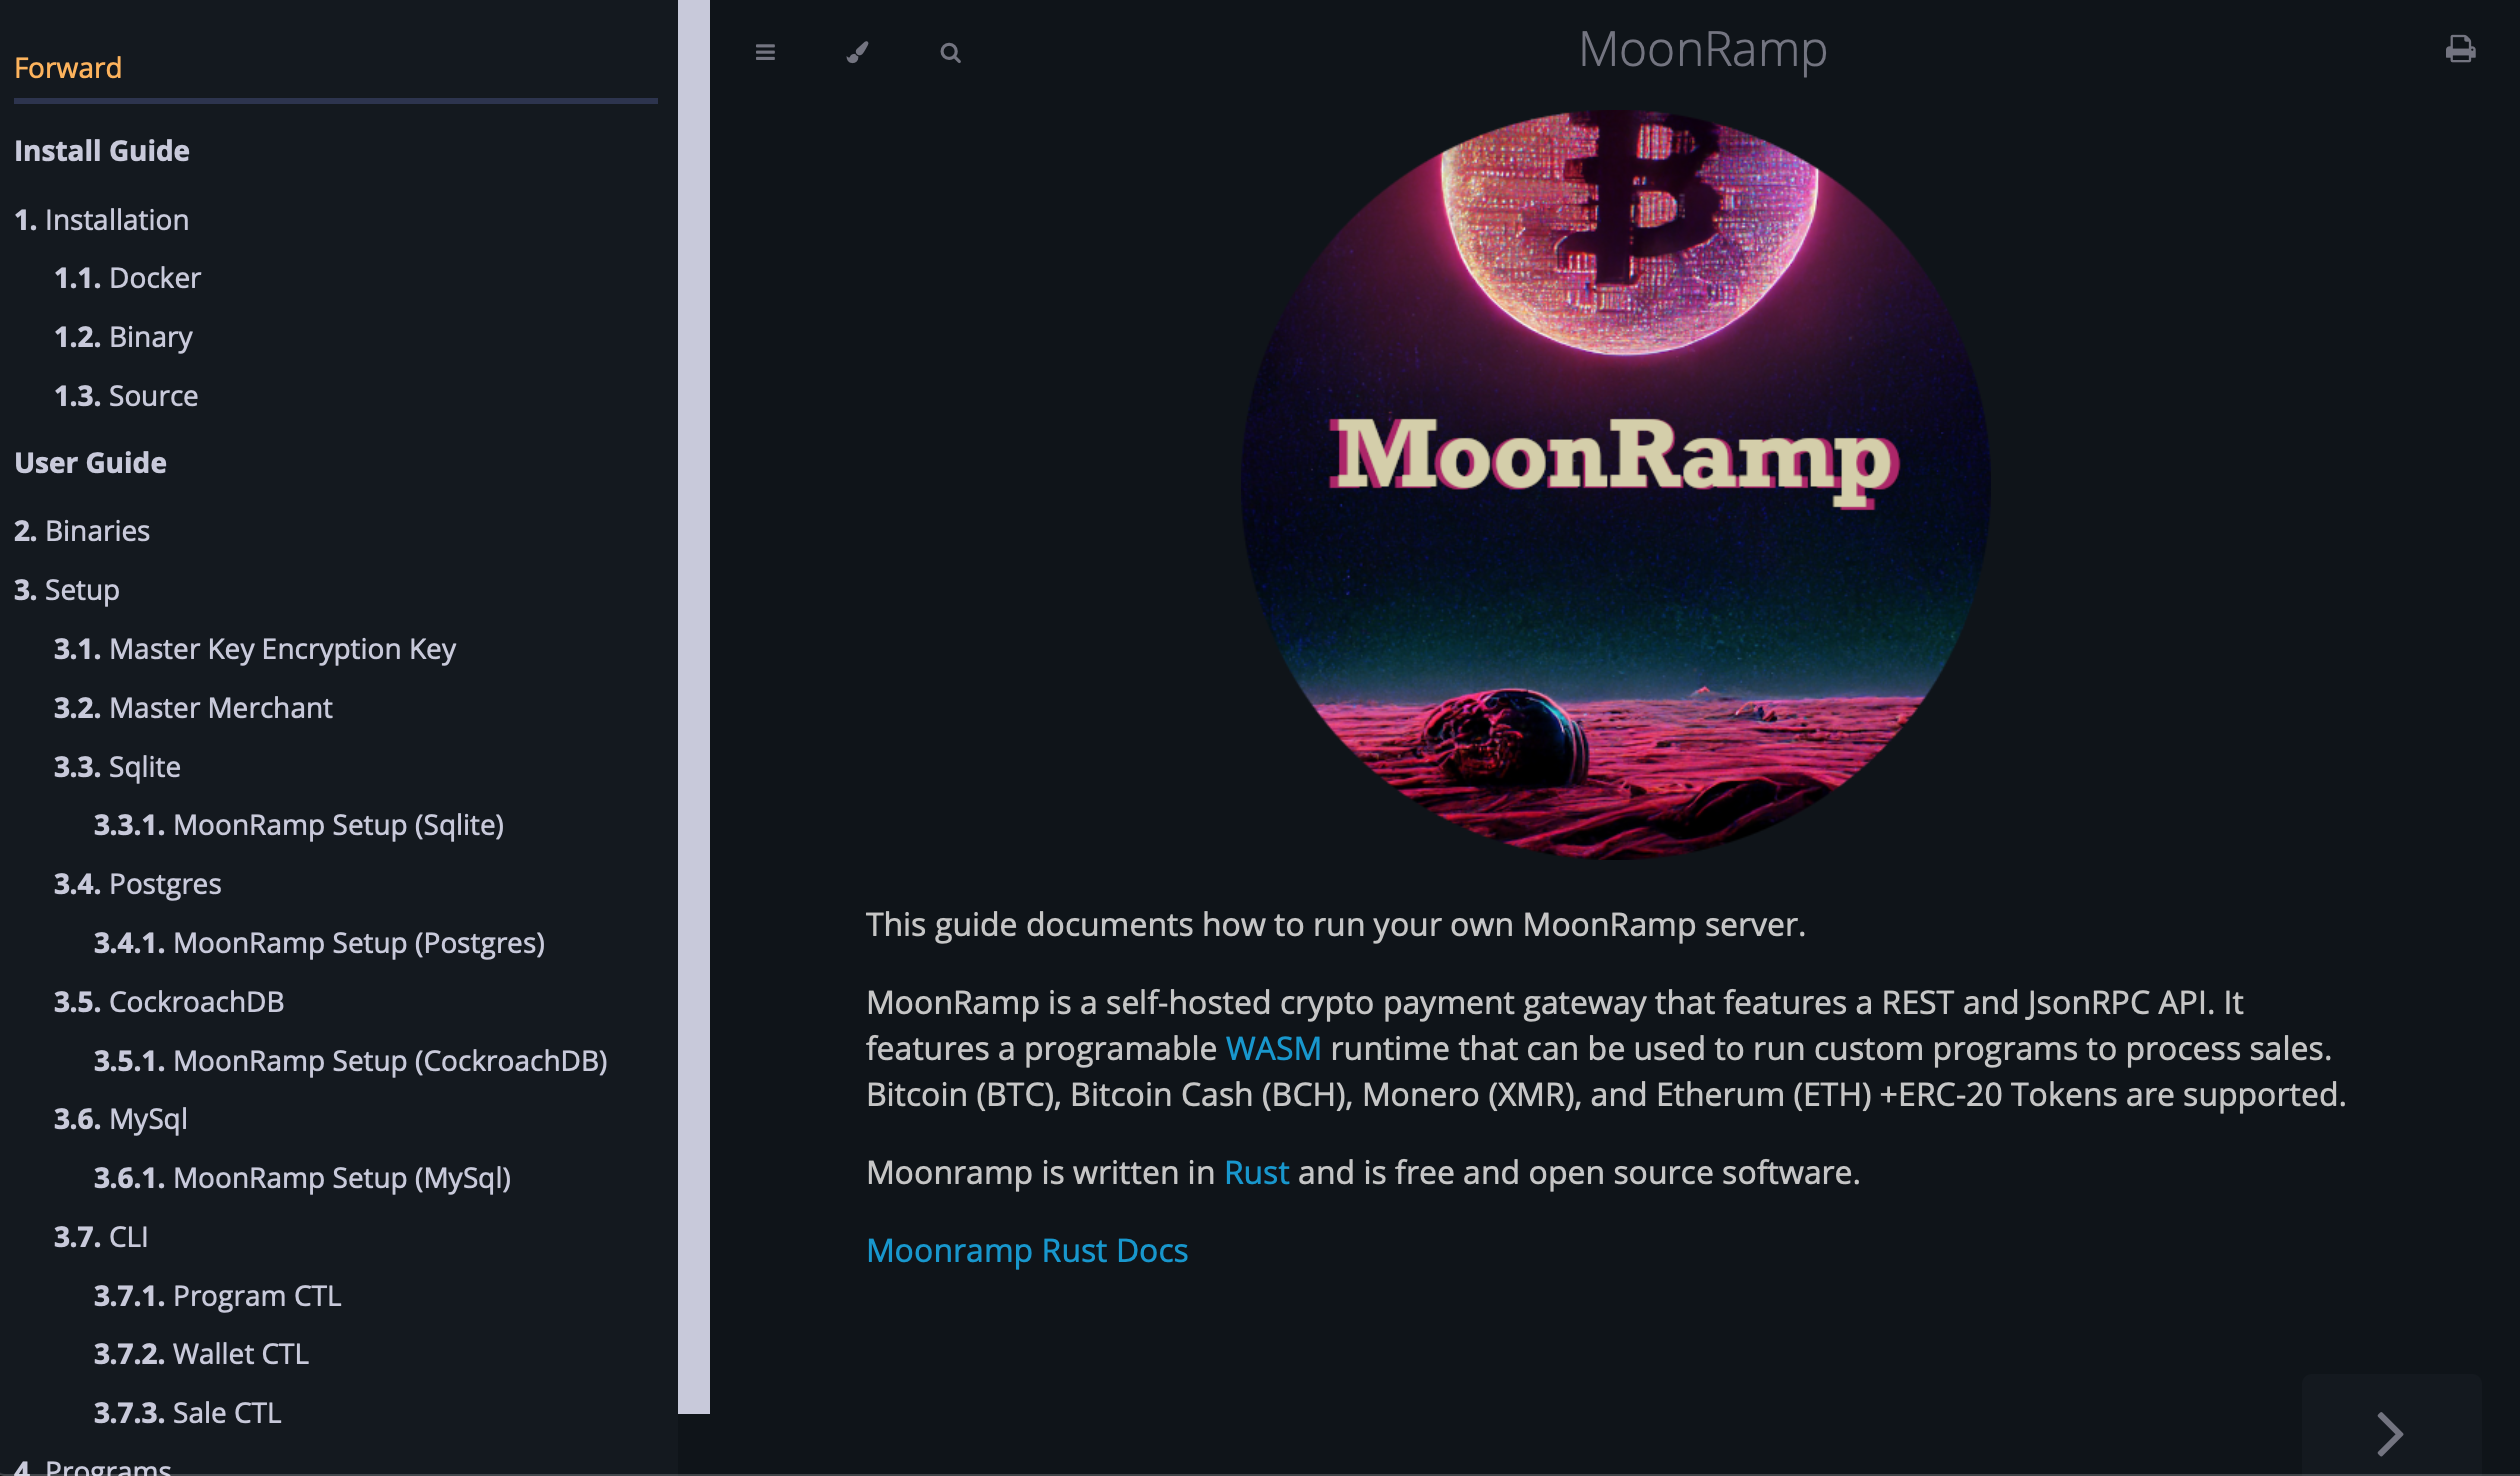 Forward
Install Guide
1. Installation
1.1. Docker
1.2. Binary
1.3. Source
User Guide
2. Binaries
3. Setup
3.1. Master Key Encryption Key
3.2. Master Merchant
3.3. Sqlite
3.3.1. MoonRamp Setup (Sqlite)
3.4. Postgres
3.4.1. MoonRamp Setup (Postgres)
3.5. CockroachDB
3.5.1. MoonRamp Setup (CockroachDB)
3.6. MySql
3.6.1. MoonRamp Setup (MySql)
3.7. CLI
3.7.1. Program CTL
3.7.2. Wallet CTL
3.7.3. Sale CTL
4. Programs
MoonRamp
MoonRamp
This guide documents how to run your own MoonRamp server.
MoonRamp is a self-hosted crypto payment gateway that features a REST and JsonRPC API. It
features a programable WASM runtime that can be used to run custom programs to process sales.
Bitcoin (BTC), Bitcoin Cash (BCH), Monero (XMR), and Etherum (ETH) +ERC-20 Tokens are supported.
Moonramp is written in Rust and is free and open source software.
Moonramp Rust Docs